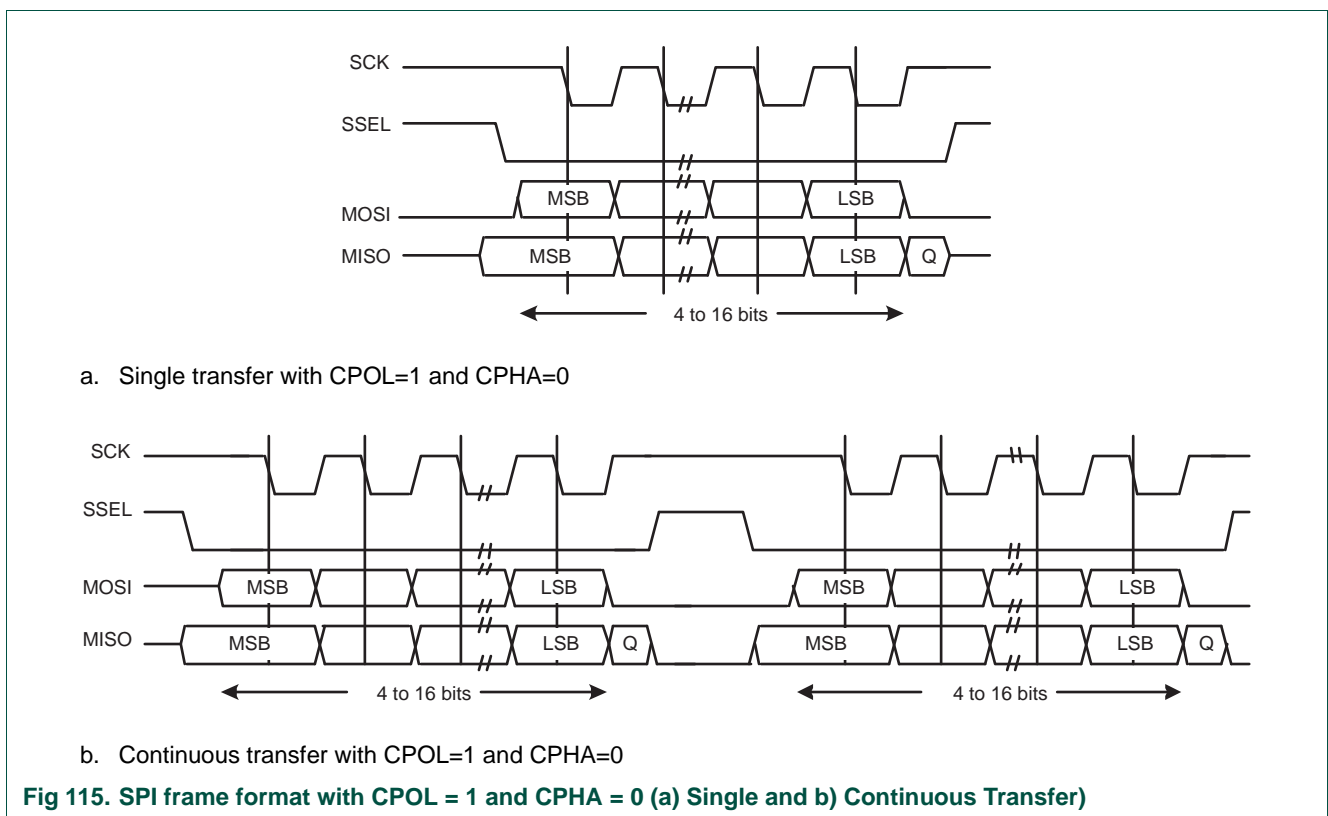 SCK
SSEL
MOSI
MSB
LSB
MISO
MSB
LSB
Q
4 to 16 bits
a. Single transfer with CPOL=1 and CPHA=0
SCK
SSEL
MOSI
MSB
LSB
MSB
LSB
MISO
MSB
LSB
Q
MSB
LSB
Q
4 to 16 bits
4 to 16 bits
b. Continuous transfer with CPOL=1 and CPHA=0
Fig 115. SPI frame format with CPOL = 1 and CPHA = 0 (a) Single and b) Continuous Transfer)